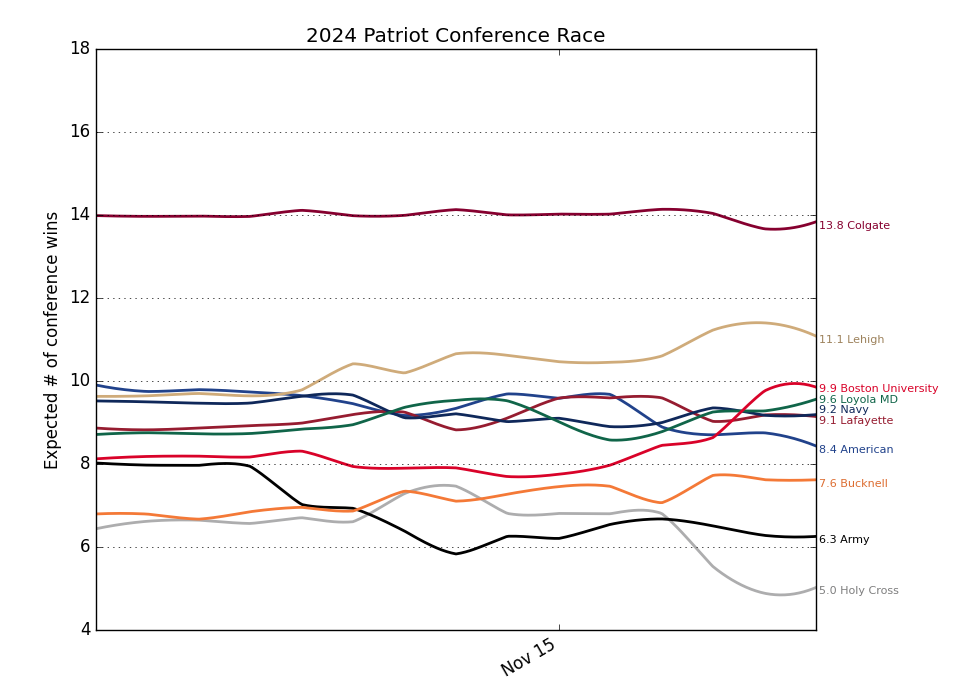 2024 Patriot Conference Race
Expected # of conference wins
18
16
14
12
10
8
6
4
Nov 15
13.8 Colgate
11.1 Lehigh
9.9 Boston University
9.6 Loyola MD
9.2 Navy
9.1 Lafayette
8.4 American
7.6 Bucknell
6.3 Army
5.0 Holy Cross